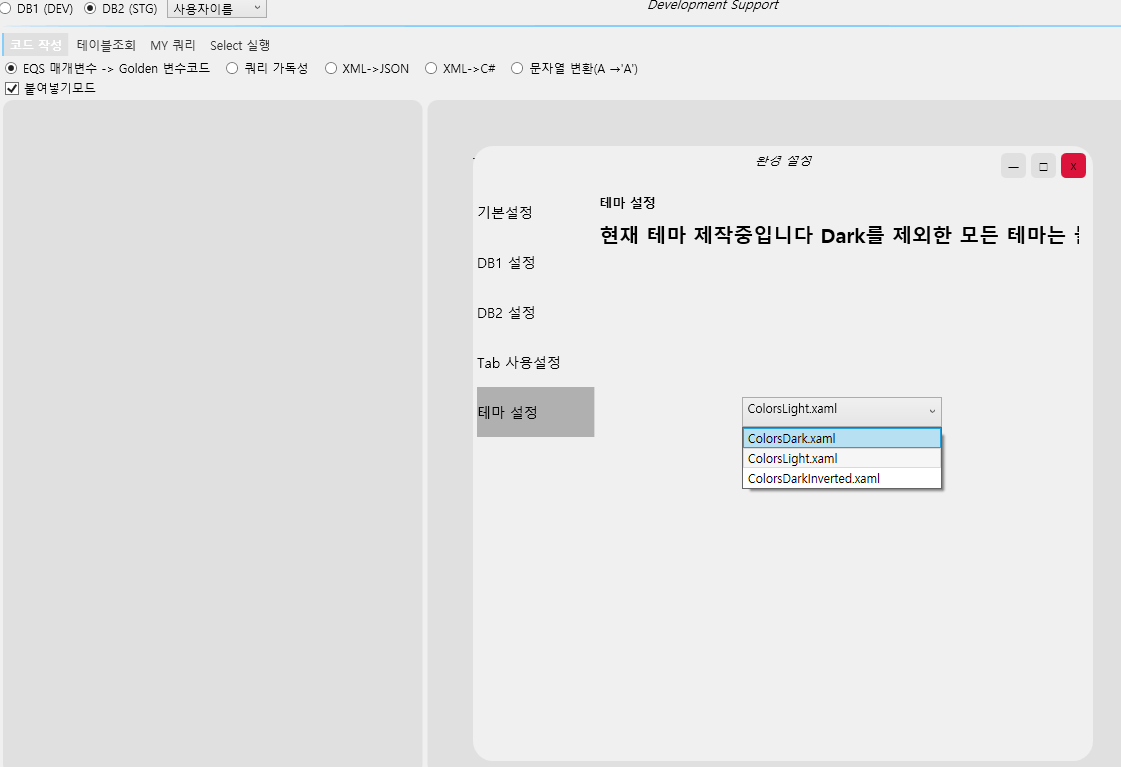 DB1 (DEV) DB2 (STG) 사용자이름 Development Support
코드 작성 테이블조회 MY 쿼리 Select 실행
EQS 매개변수 -> Golden 변수코드 쿼리 가독성 XML->JSON XML->C# 문자열 변환(A →'A')
붙여넣기모드
환경 설정
— □ x
기본설정
DB1 설정
DB2 설정
Tab 사용설정
테마 설정
테마 설정
현재 테마 제작중입니다 Dark를 제외한 모든 테마는
ColorsLight.xaml
ColorsDark.xaml
ColorsLight.xaml
ColorsDarkInverted.xaml